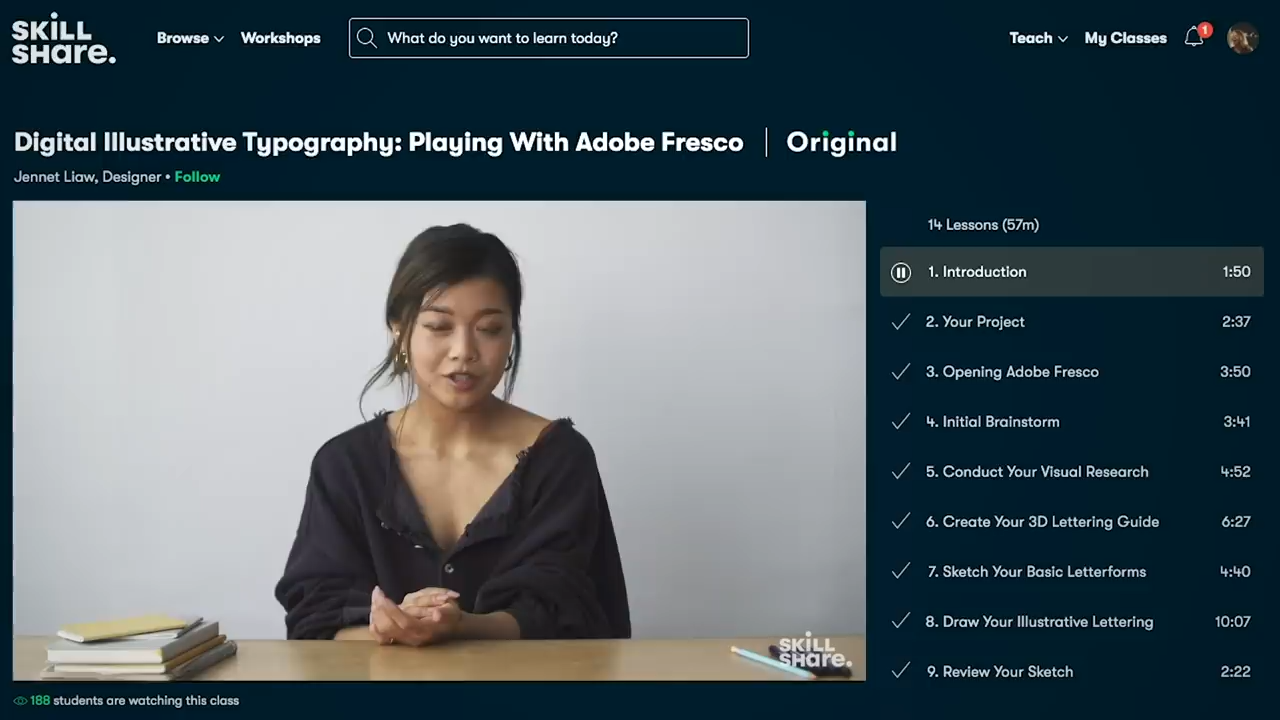 SKILL
SHare.
Browse
Workshops
What do you want to learn today?
Teach
My Classes
1
Digital Illustrative Typography: Playing With Adobe Fresco | Original
Jennet Liaw, Designer • Follow
14 Lessons (57m)
1. Introduction 1:50
2. Your Project 2:37
3. Opening Adobe Fresco 3:50
4. Initial Brainstorm 3:41
5. Conduct Your Visual Research 4:52
6. Create Your 3D Lettering Guide 6:27
7. Sketch Your Basic Letterforms 4:40
8. Draw Your Illustrative Lettering 10:07
9. Review Your Sketch 2:22
SKILL
SHare.
188 students are watching this class